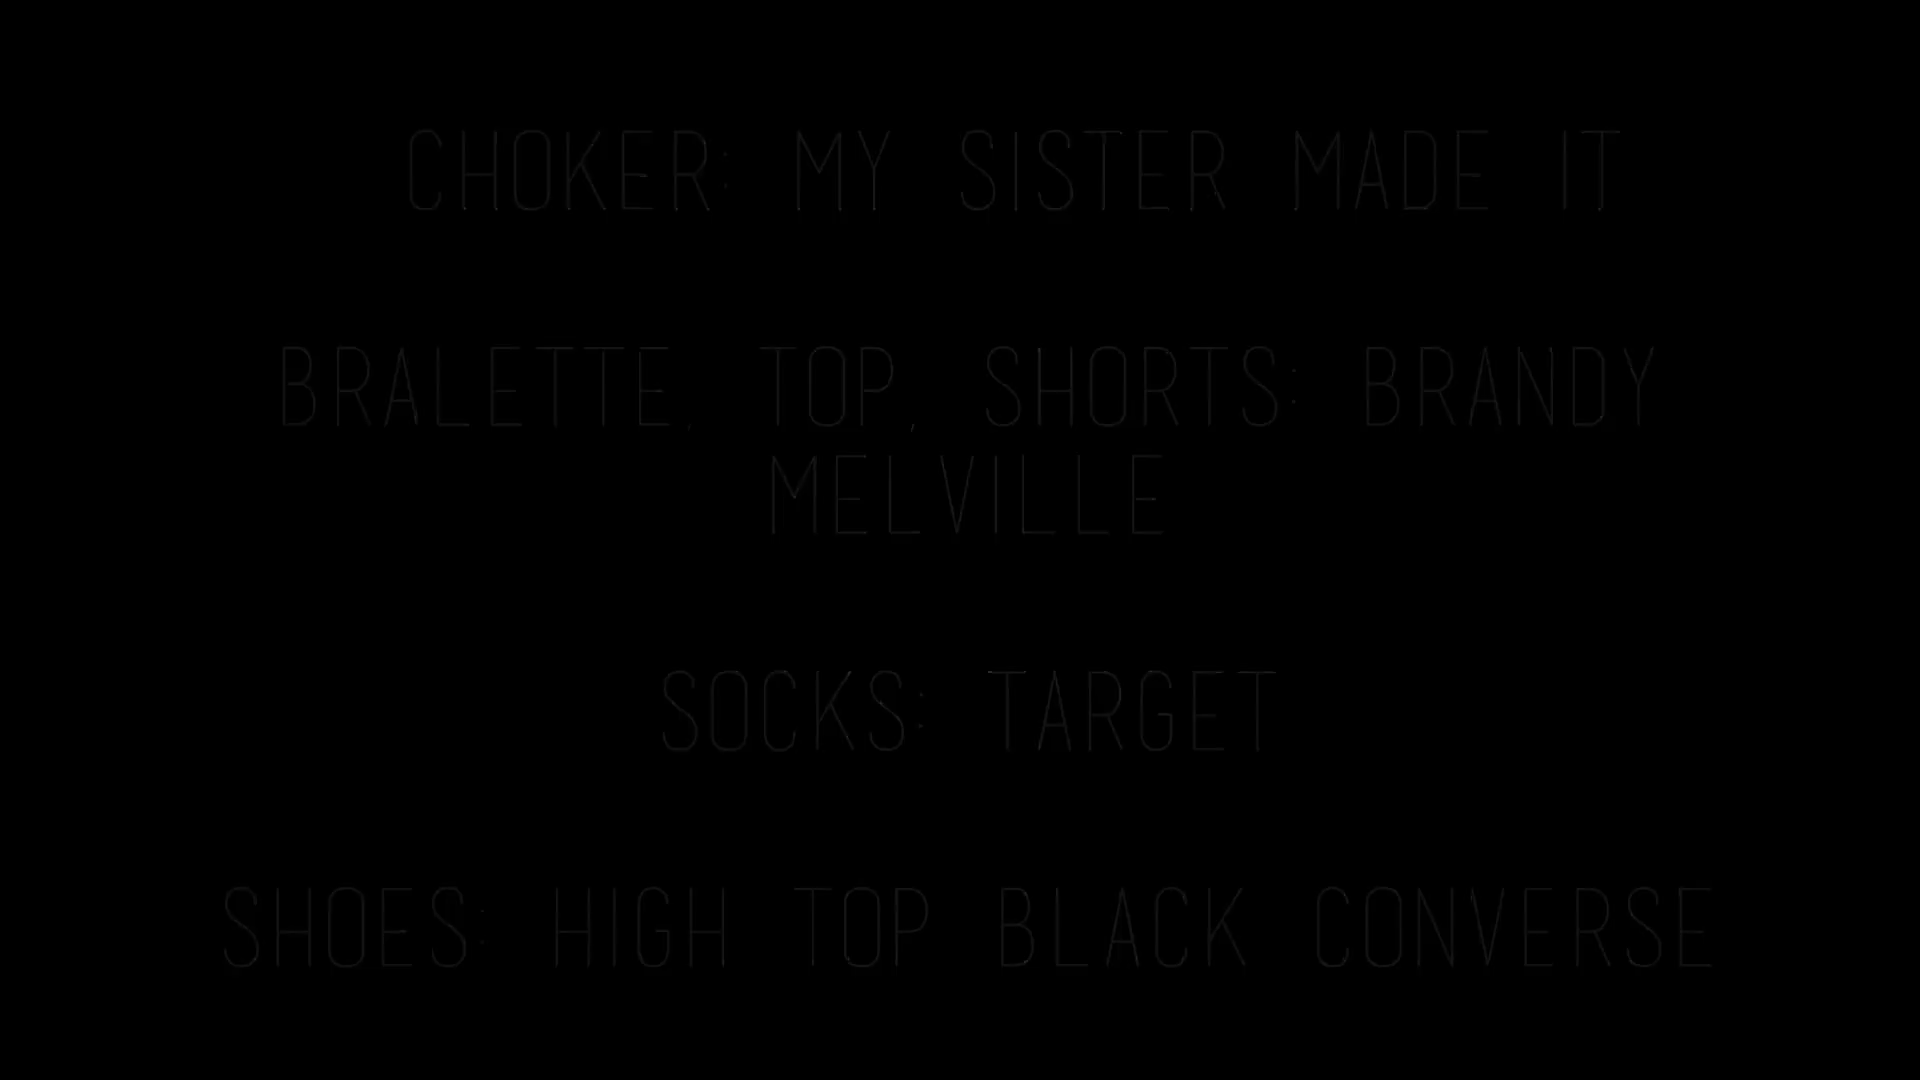 CHOKER: MY SISTER MADE IT
BRALETTE, TOP, SHORTS: BRANDY
MELVILLE
SOCKS: TARGET
SHOES: HIGH TOP BLACK CONVERSE